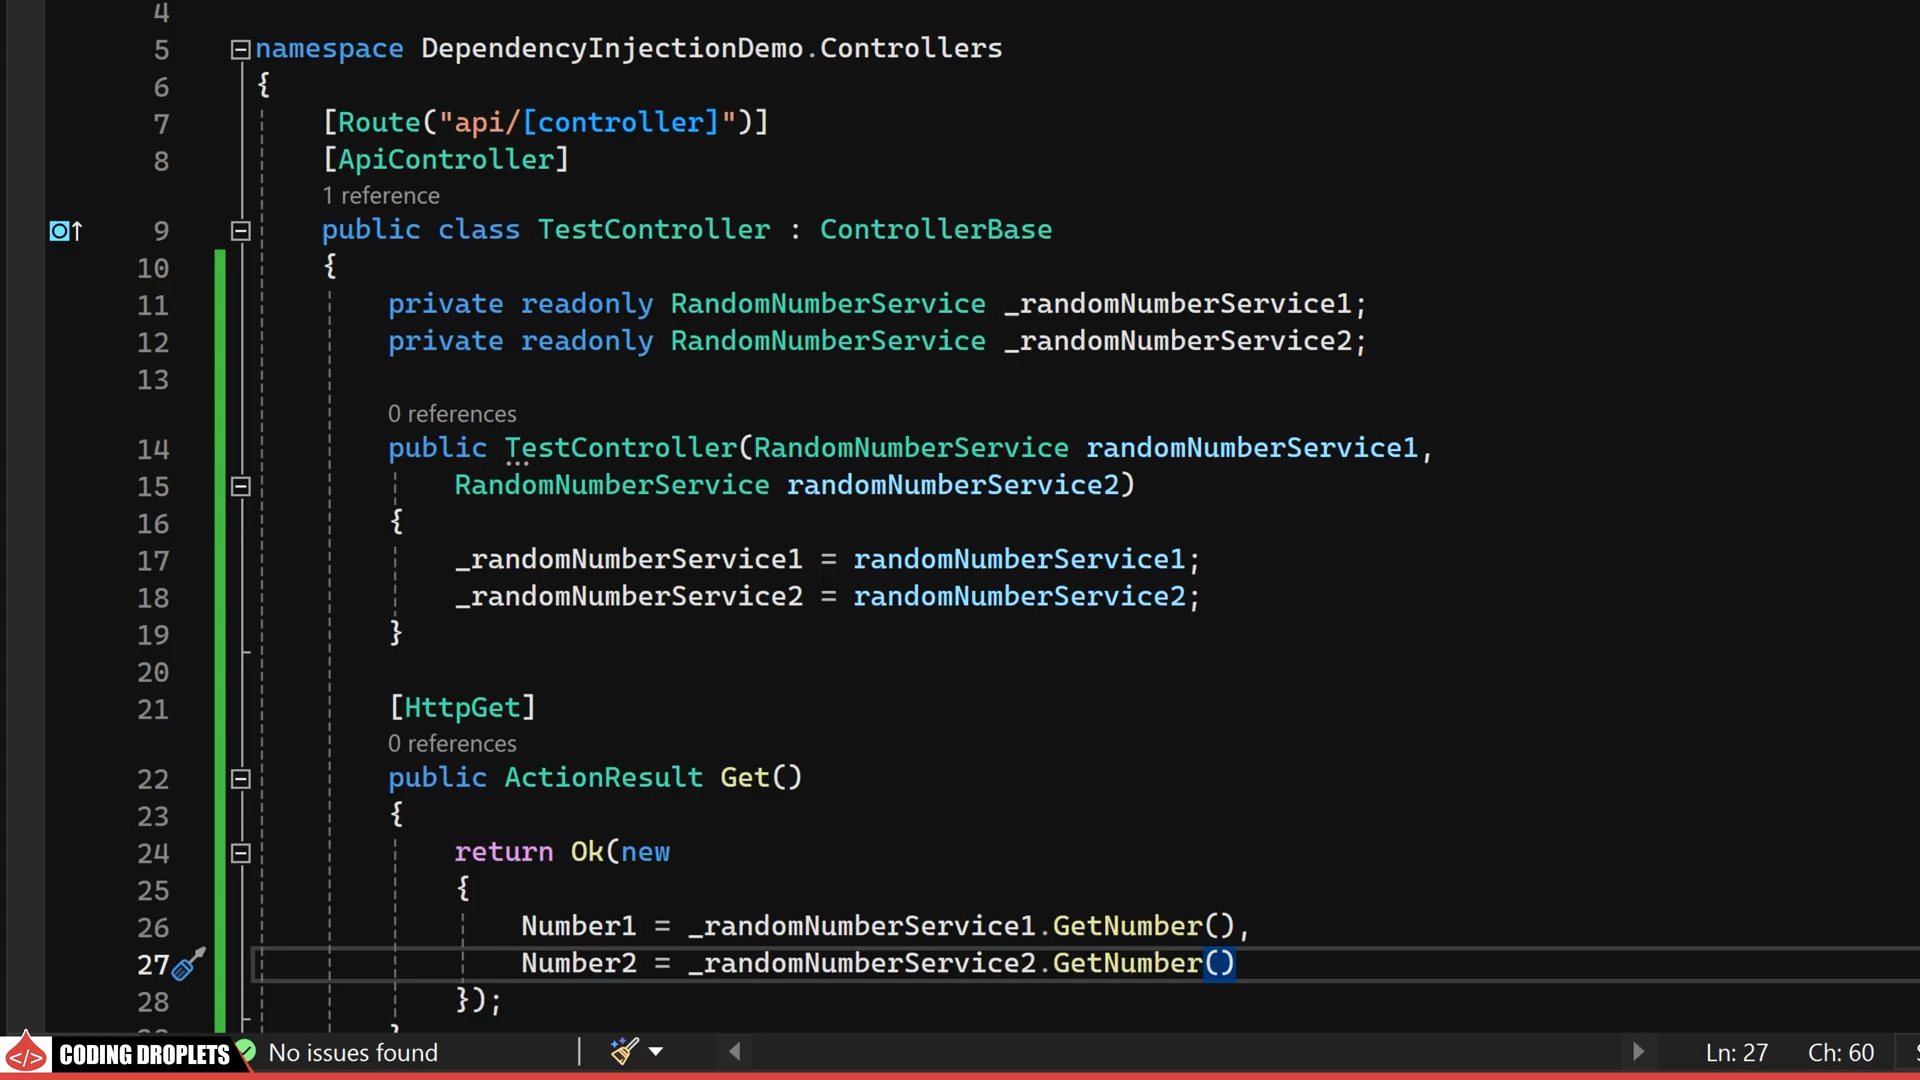 4
5 namespace DependencyInjectionDemo.Controllers
6 {
7 [Route("api/[controller]")]
8 [ApiController]
1 reference
9 public class TestController : ControllerBase
10 {
11 private readonly RandomNumberService _randomNumberService1;
12 private readonly RandomNumberService _randomNumberService2;
13
0 references
14 public TestController(RandomNumberService randomNumberService1,
15 RandomNumberService randomNumberService2)
16 {
17 _randomNumberService1 = randomNumberService1;
18 _randomNumberService2 = randomNumberService2;
19 }
20
21 [HttpGet]
0 references
22 public ActionResult Get()
23 {
24 return Ok(new
25 {
26 Number1 = _randomNumberService1.GetNumber(),
27 Number2 = _randomNumberService2.GetNumber()
28 });
</> CODING DROPLETS No issues found Ln: 27 Ch: 60